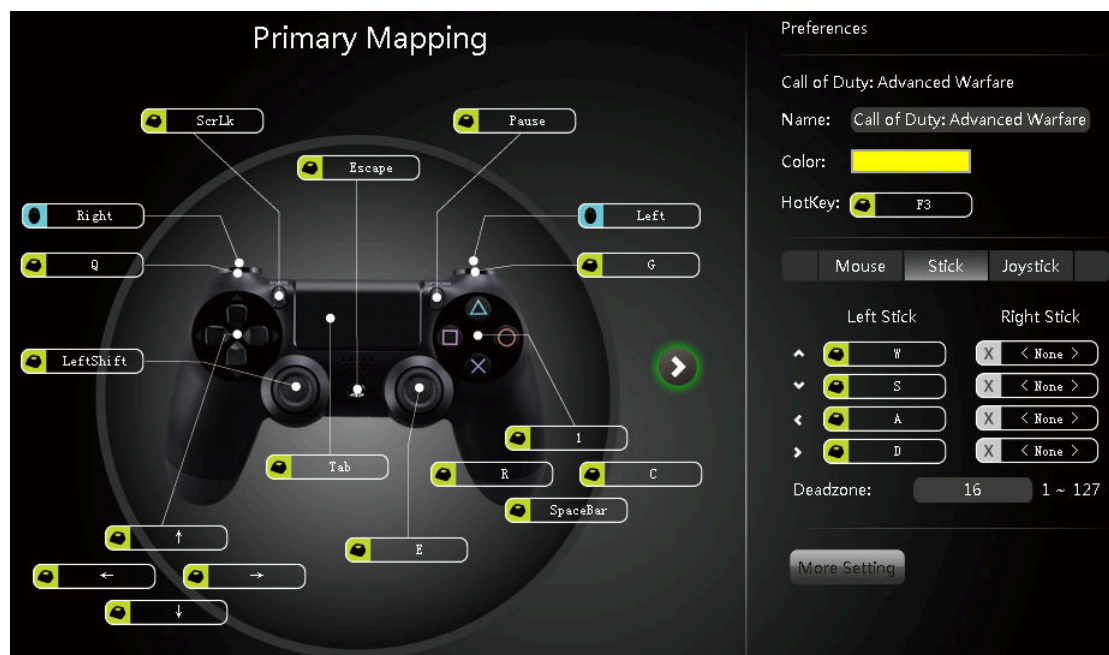 Primary Mapping
ScrLk
Pause
Escape
Right
Left
Q
G
LeftShift
1
Tab
R
C
SpaceBar
↑
E
← →
↓
Preferences
Call of Duty: Advanced Warfare
Name: Call of Duty: Advanced Warfare
Color:
HotKey: F3
Mouse Stick Joystick
Left Stick Right Stick
W < None >
S < None >
A < None >
D < None >
Deadzone: 16 1 ~ 127
More Setting